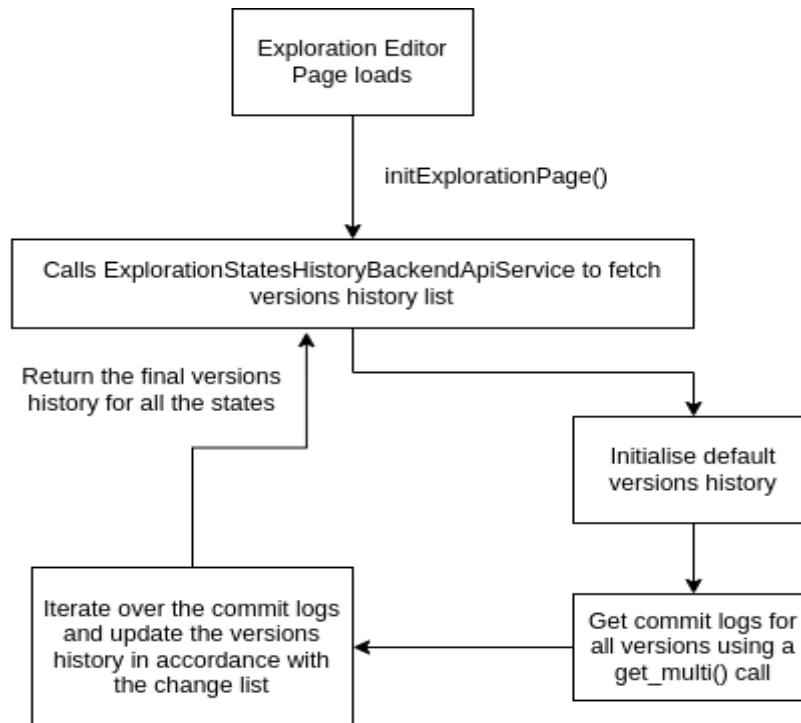 Exploration Editor
Page loads
initExplorationPage()
Calls ExplorationStatesHistoryBackendApiService to fetch
versions history list
Return the final versions
history for all the states
Initialise default
versions history
Iterate over the commit logs
and update the versions
history in accordance with
the change list
Get commit logs for
all versions using a
get_multi() call